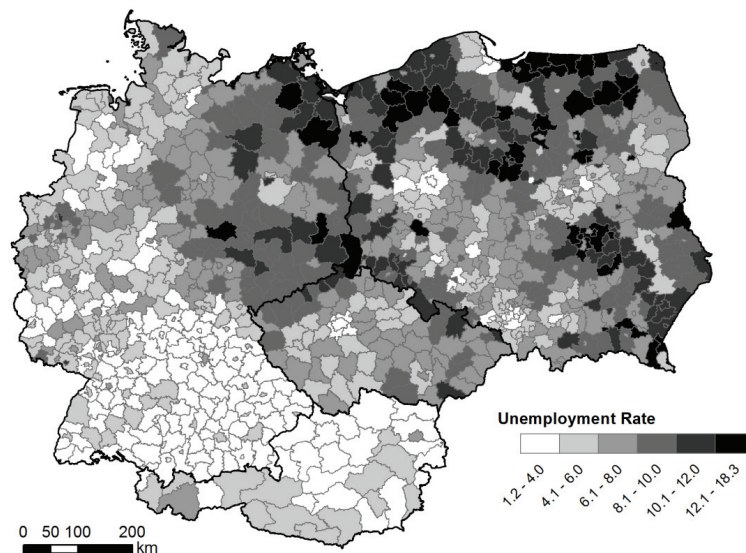 Unemployment Rate
1.2 - 4.0
4.1 - 6.0
6.1 - 8.0
8.1 - 10.0
10.1 - 12.0
12.1 - 18.3
0 50 100 200
km